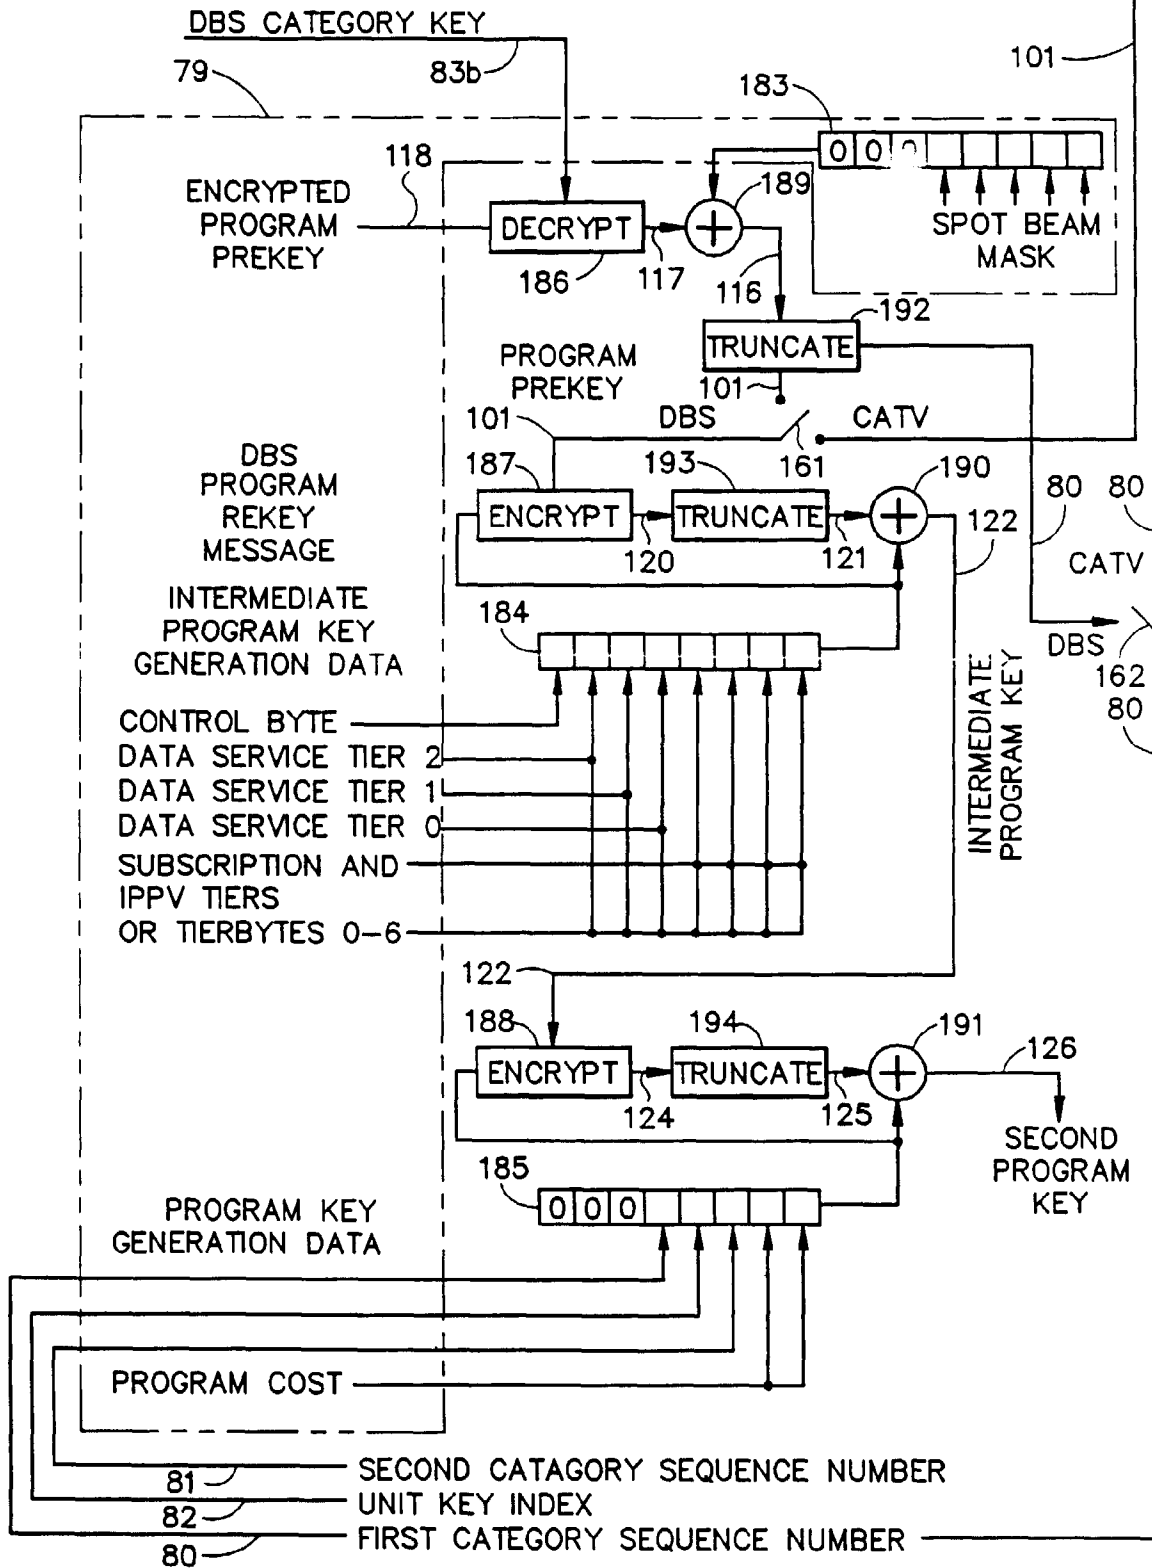 DBS CATEGORY KEY
83b
79
101
183
0 0 0
118
189
ENCRYPTED
PROGRAM
PREKEY
DECRYPT
117
186
116
SPOT BEAM
MASK
192
TRUNCATE
PROGRAM
PREKEY
101
101
DBS
CATV
161
187
193
190
ENCRYPT
TRUNCATE
120
121
122
80
80
DBS
PROGRAM
REKEY
MESSAGE
CATV
INTERMEDIATE
PROGRAM KEY
GENERATION DATA
184
DBS
162
80
INTERMEDIATE.
PROGRAM KEY
CONTROL BYTE
DATA SERVICE TIER 2
DATA SERVICE TIER 1
DATA SERVICE TIER 0
SUBSCRIPTION AND
IPPV TIERS
OR TIERBYTES 0-6
122
188
194
191
126
ENCRYPT
TRUNCATE
124
125
SECOND
PROGRAM
KEY
185
0 0 0
PROGRAM KEY
GENERATION DATA
PROGRAM COST
81
SECOND CATAGORY SEQUENCE NUMBER
82
UNIT KEY INDEX
80
FIRST CATEGORY SEQUENCE NUMBER